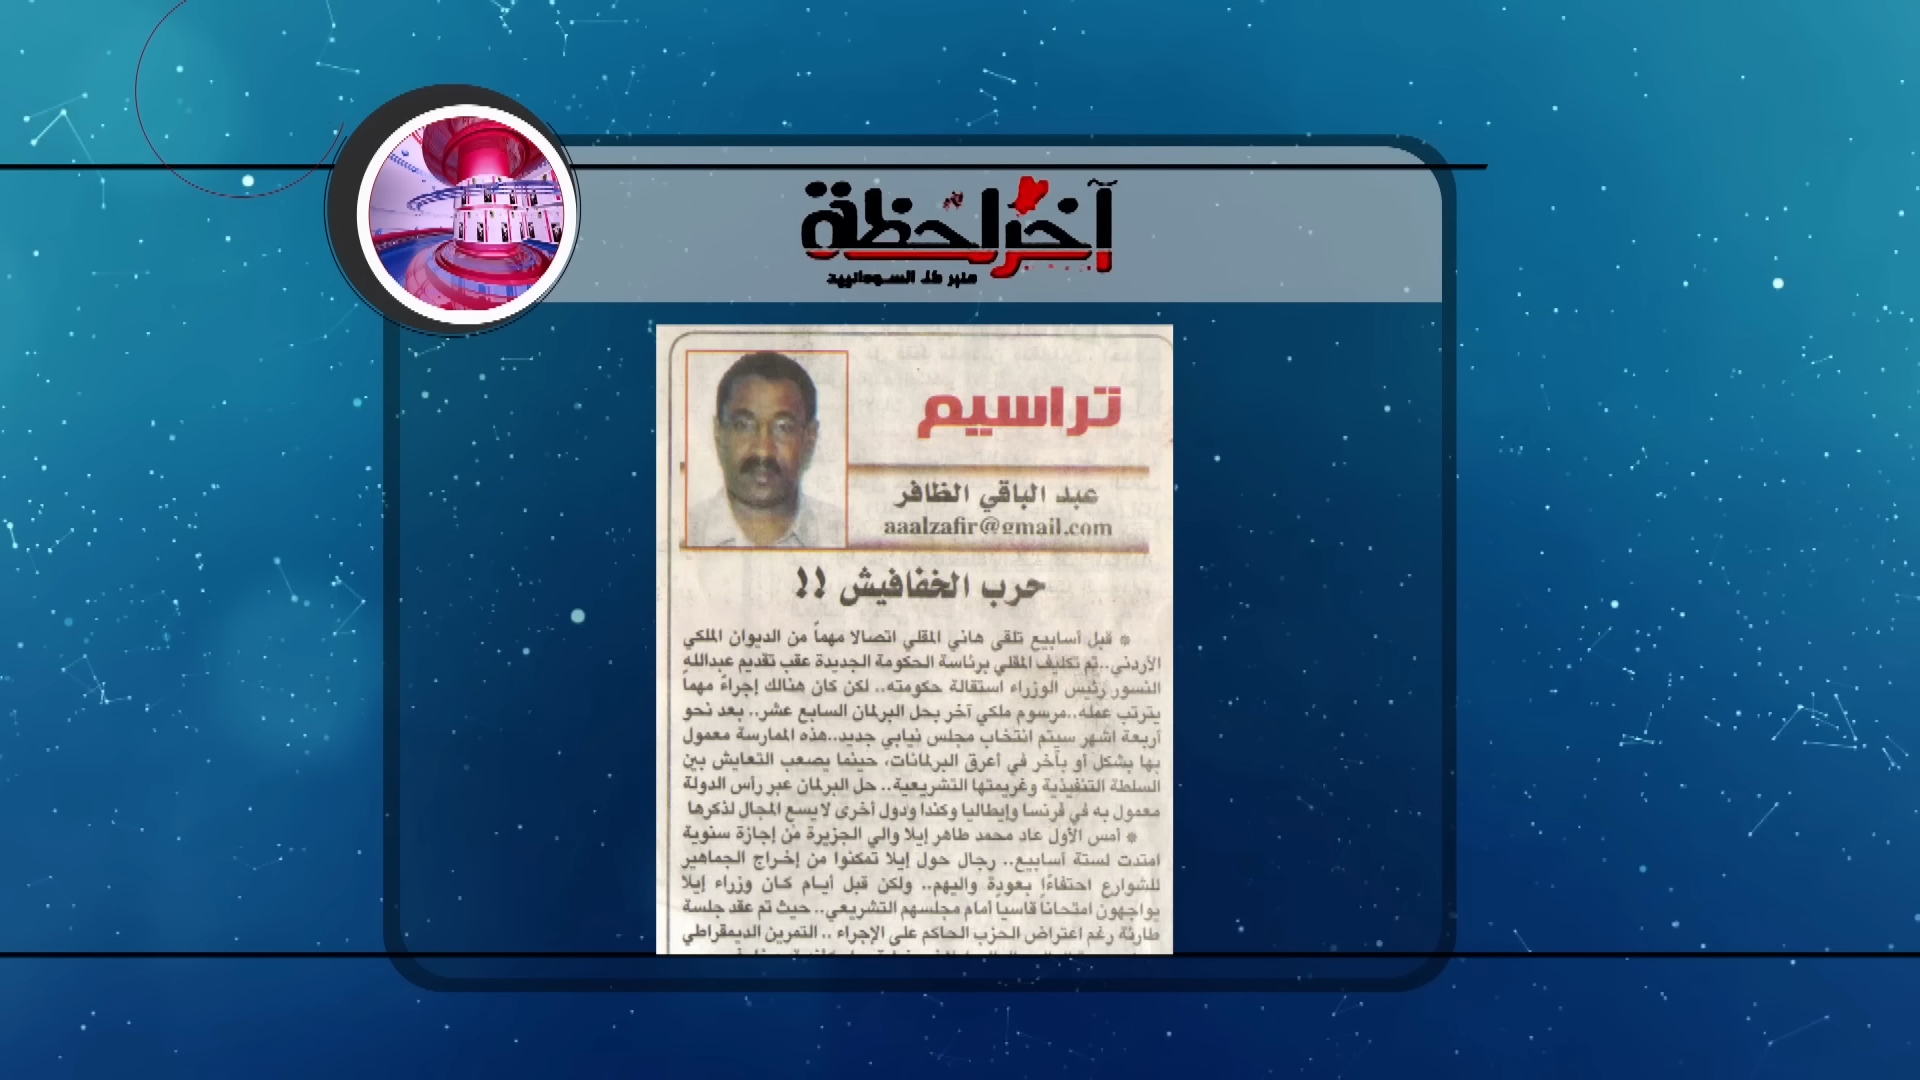 آخر لحظة
منبر كل السودانيين
تراسيم
عبد الباقي الظافر
aaalzafir@gmail.com
حرب الخفافيش !!
* قبل أسابيع تلقى هاني الملقي اتصالا مهماً من الديوان الملكي
الأردني..تم تكليف الملقي برئاسة الحكومة الجديدة عقب تقديم عبدالله
النسور رئيس الوزراء استقالة حكومته.. لكن كان هنالك إجراءً مهماً
يترتب عمله..مرسوم ملكي آخر بحل البرلمان السابع عشر.. بعد نحو
أربعة اشهر سيتم انتخاب مجلس نيابي جديد..هذه الممارسة معمول
بها بشكل أو بآخر في أعرق البرلمانات، حينما يصعب التعايش بين
السلطة التنفيذية وغريمتها التشريعية.. حل البرلمان عبر رأس الدولة
معمول به في فرنسا وإيطاليا وكندا ودول أخرى لا يسع المجال لذكرها
* أمس الأول عاد محمد طاهر إيلا والي الجزيرة من إجازة سنوية
امتدت لستة أسابيع.. رجال حول إيلا تمكنوا من إخراج الجماهير
للشوارع احتفاءًا بعودة واليهم.. ولكن قبل أيام كان وزراء إيلا
يواجهون امتحاناً قاسياً أمام مجلسهم التشريعي.. حيث تم عقد جلسة
طارئة رغم اعتراض الحزب الحاكم على الإجراء .. التمرين الديمقراطي